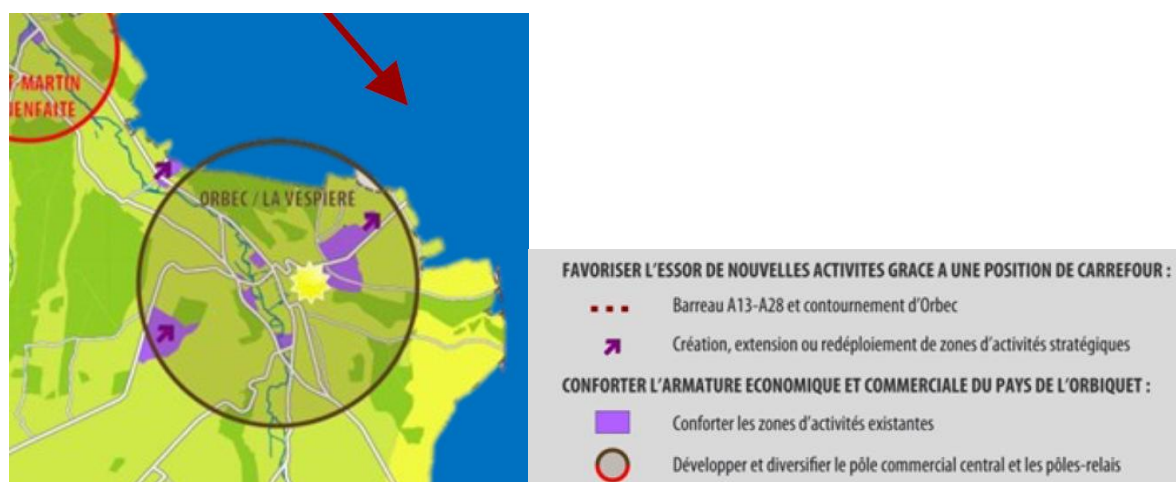 MARTIN
ORBEC / LA VESPIERE
FAVORISER L'ESSOR DE NOUVELLES ACTIVITES GRACE A UNE POSITION DE CARREFOUR :
Barreau A13-A28 et contournement d'Orbec
Création, extension ou redéploiement de zones d'activités stratégiques
CONFORTER L'ARMATURE ECONOMIQUE ET COMMERCIALE DU PAYS DE L'ORBIQUET :
Conforter les zones d'activités existantes
Développer et diversifier le pôle commercial central et les pôles-relais